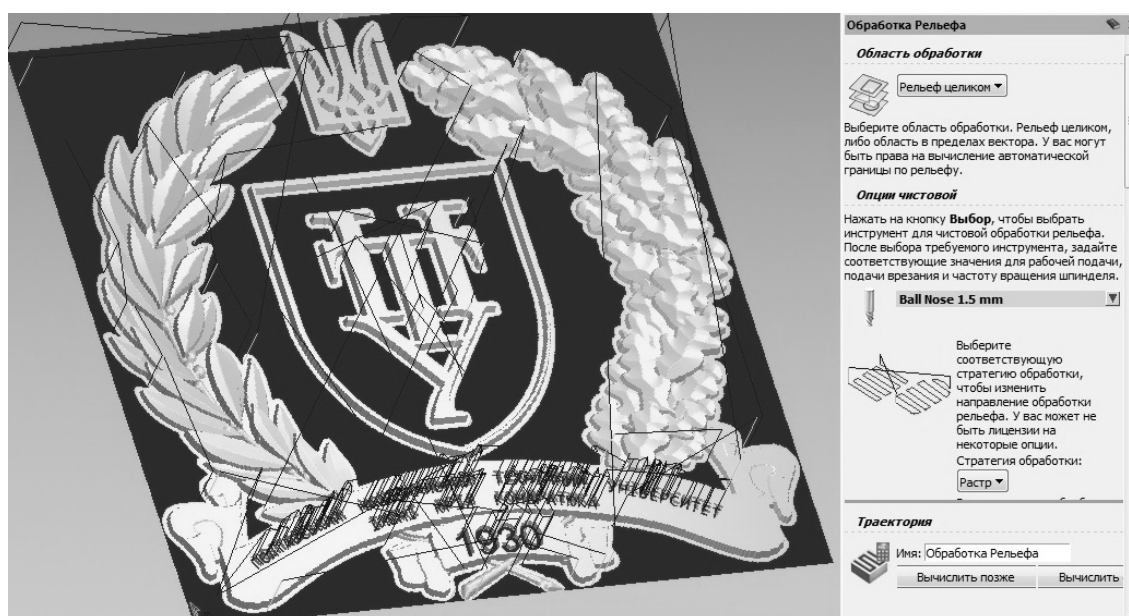 Обработка Рельефа
Область обработки
Рельеф целиком
Выберите область обработки. Рельеф целиком,
либо область в пределах вектора. У вас могут
быть права на вычисление автоматической
границы по рельефу.
Опции чистовой
Нажать на кнопку Выбор, чтобы выбрать
инструмент для чистовой обработки рельефа.
После выбора требуемого инструмента, задайте
соответствующие значения для рабочей подачи,
подачи врезания и частоту вращения шпинделя.
Ball Nose 1.5 mm
Выберите
соответствующую
стратегию обработки,
чтобы изменить
направление обработки
рельефа. У вас может не
быть лицензии на
некоторые опции.
Стратегия обработки:
Растр
Траектория
Имя: Обработка Рельефа
Вычислить позже Вычислить
ТЕХНІЧНИЙ УНІВЕРСИТЕТ
КОНДРАТЮКА
1930